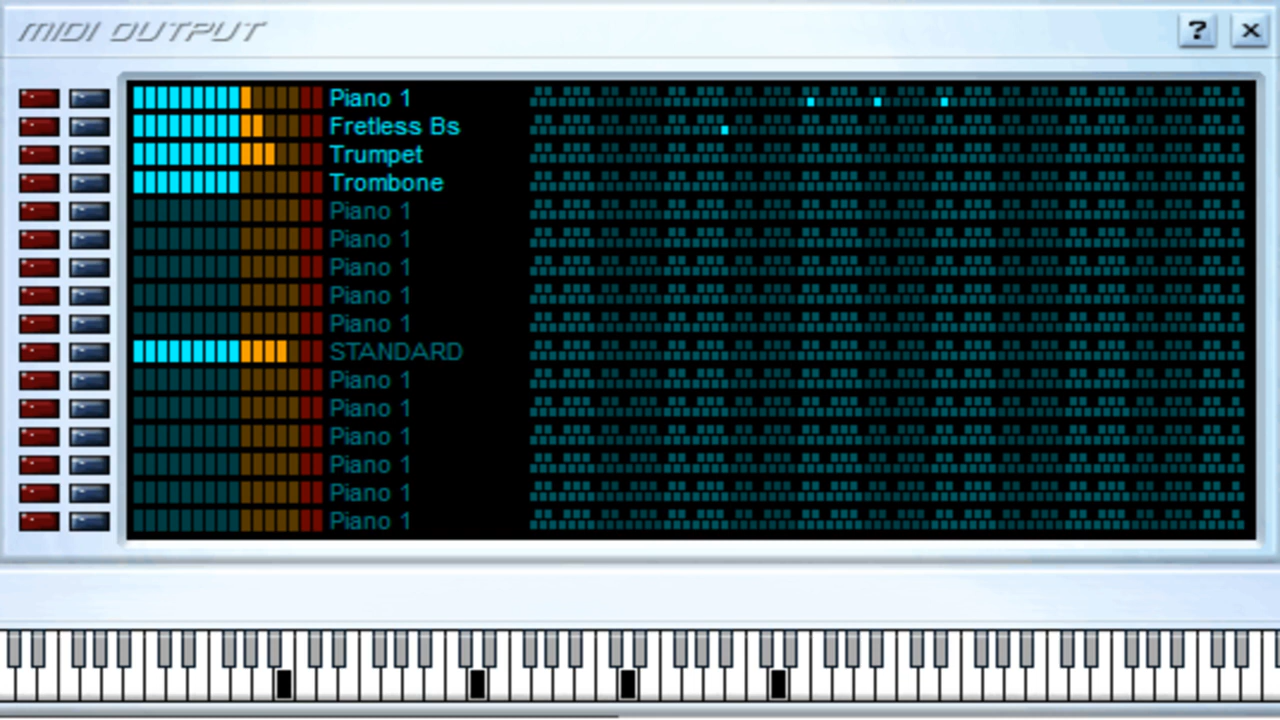 MIDI OUTPUT
? ×
Piano 1
Fretless Bs
Trumpet
Trombone
Piano 1
Piano 1
Piano 1
Piano 1
Piano 1
STANDARD
Piano 1
Piano 1
Piano 1
Piano 1
Piano 1
Piano 1